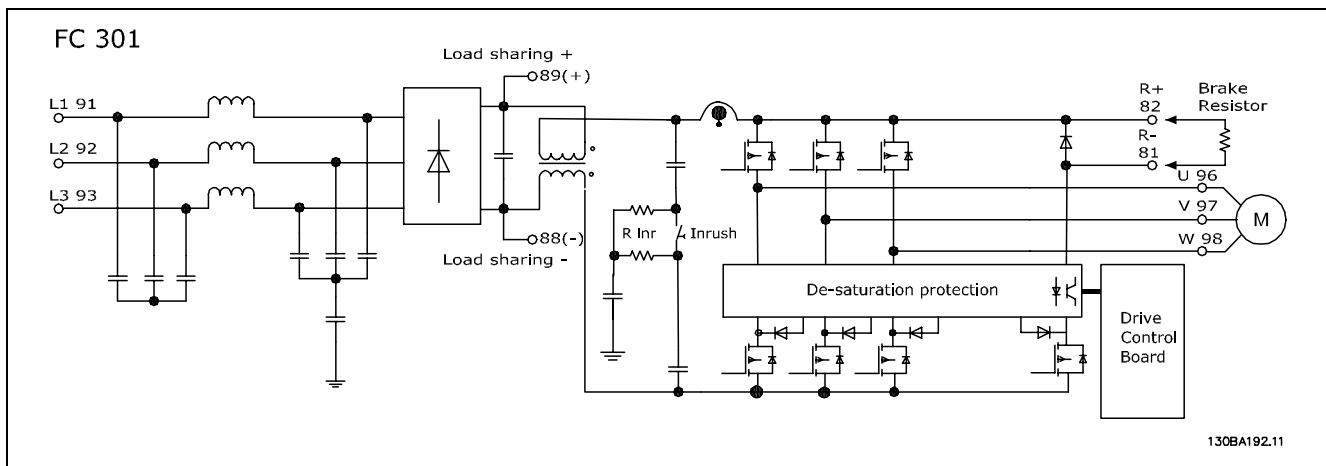 FC 301
Load sharing +
89(+)
L1 91
L2 92
L3 93
R Inr
Inrush
88(-)
Load sharing -
R+
82
Brake
Resistor
R-
81
U 96
V 97
W 98
M
De-saturation protection
Drive
Control
Board
130BA192.11